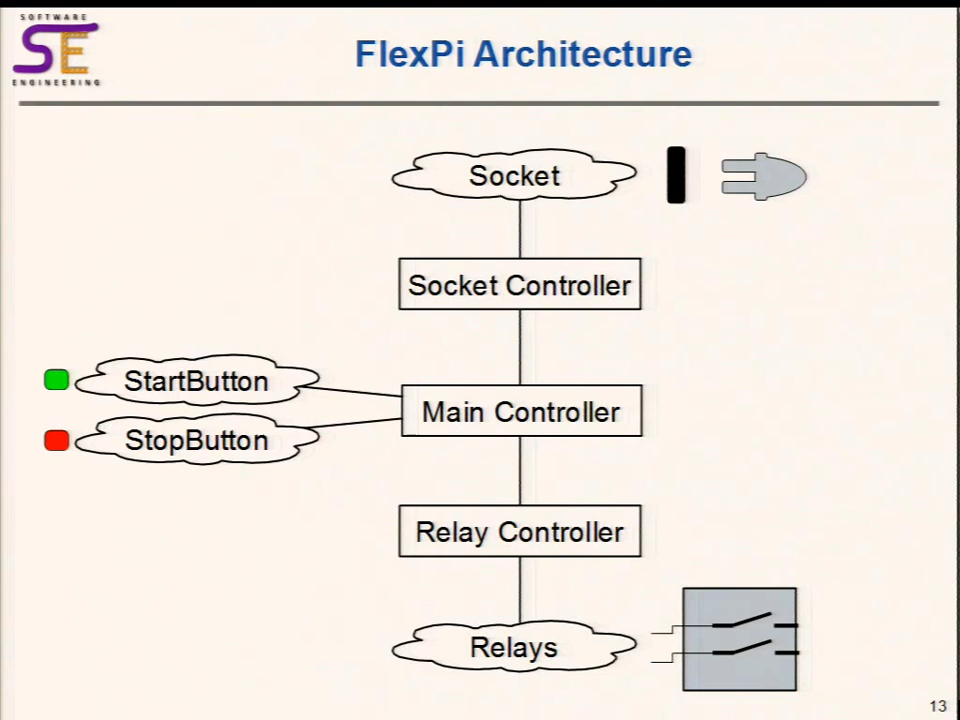 SOFTWARE
SE
ENGINEERING
FlexPi Architecture
Socket
Socket Controller
StartButton
Main Controller
StopButton
Relay Controller
Relays
13